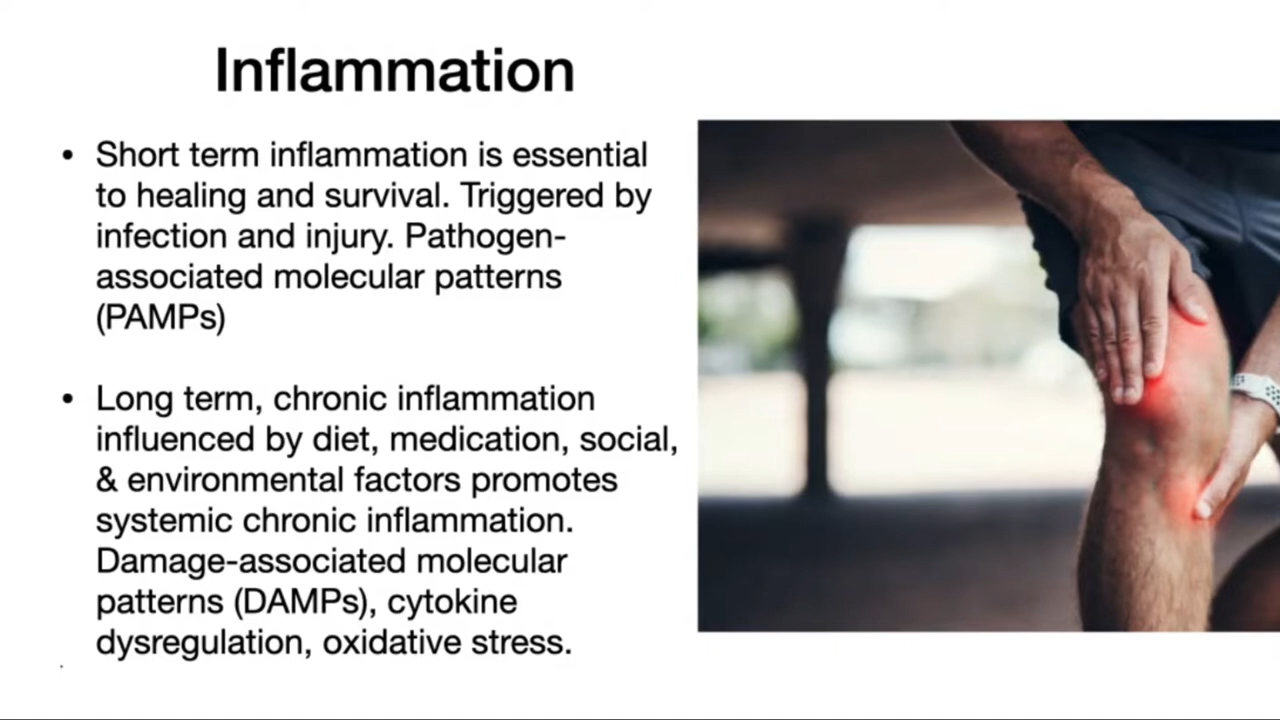 Inflammation
• Short term inflammation is essential
to healing and survival. Triggered by
infection and injury. Pathogen-
associated molecular patterns
(PAMPs)
• Long term, chronic inflammation
influenced by diet, medication, social,
& environmental factors promotes
systemic chronic inflammation.
Damage-associated molecular
patterns (DAMPs), cytokine
dysregulation, oxidative stress.